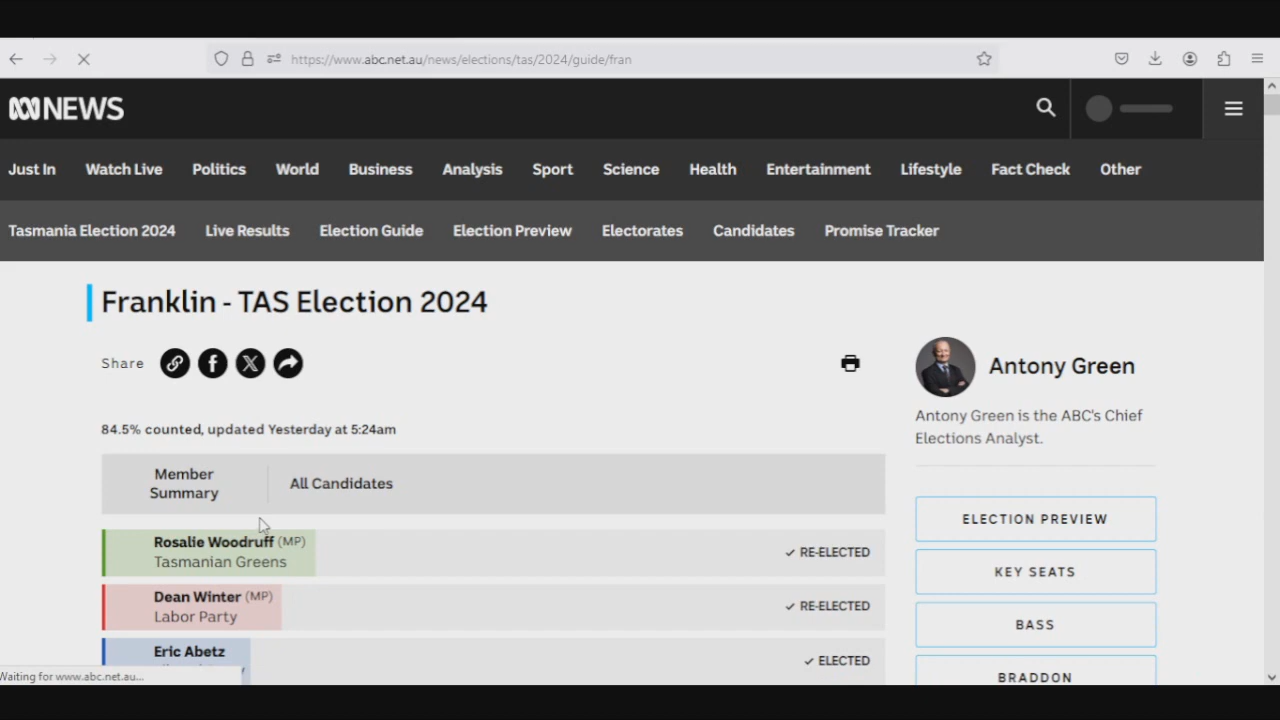 https://www.abc.net.au/news/elections/tas/2024/guide/fran
NEWS
Just In Watch Live Politics World Business Analysis Sport Science Health Entertainment Lifestyle Fact Check Other
Tasmania Election 2024 Live Results Election Guide Election Preview Electorates Candidates Promise Tracker
Franklin - TAS Election 2024
Share
Antony Green
Antony Green is the ABC's Chief
Elections Analyst.
84.5% counted, updated Yesterday at 5:24am
Member
Summary
All Candidates
Rosalie Woodruff (MP)
Tasmanian Greens
✓ RE-ELECTED
Dean Winter (MP)
Labor Party
✓ RE-ELECTED
Eric Abetz
✓ ELECTED
ELECTION PREVIEW
KEY SEATS
BASS
BRADDON
Waiting for www.abc.net.au...